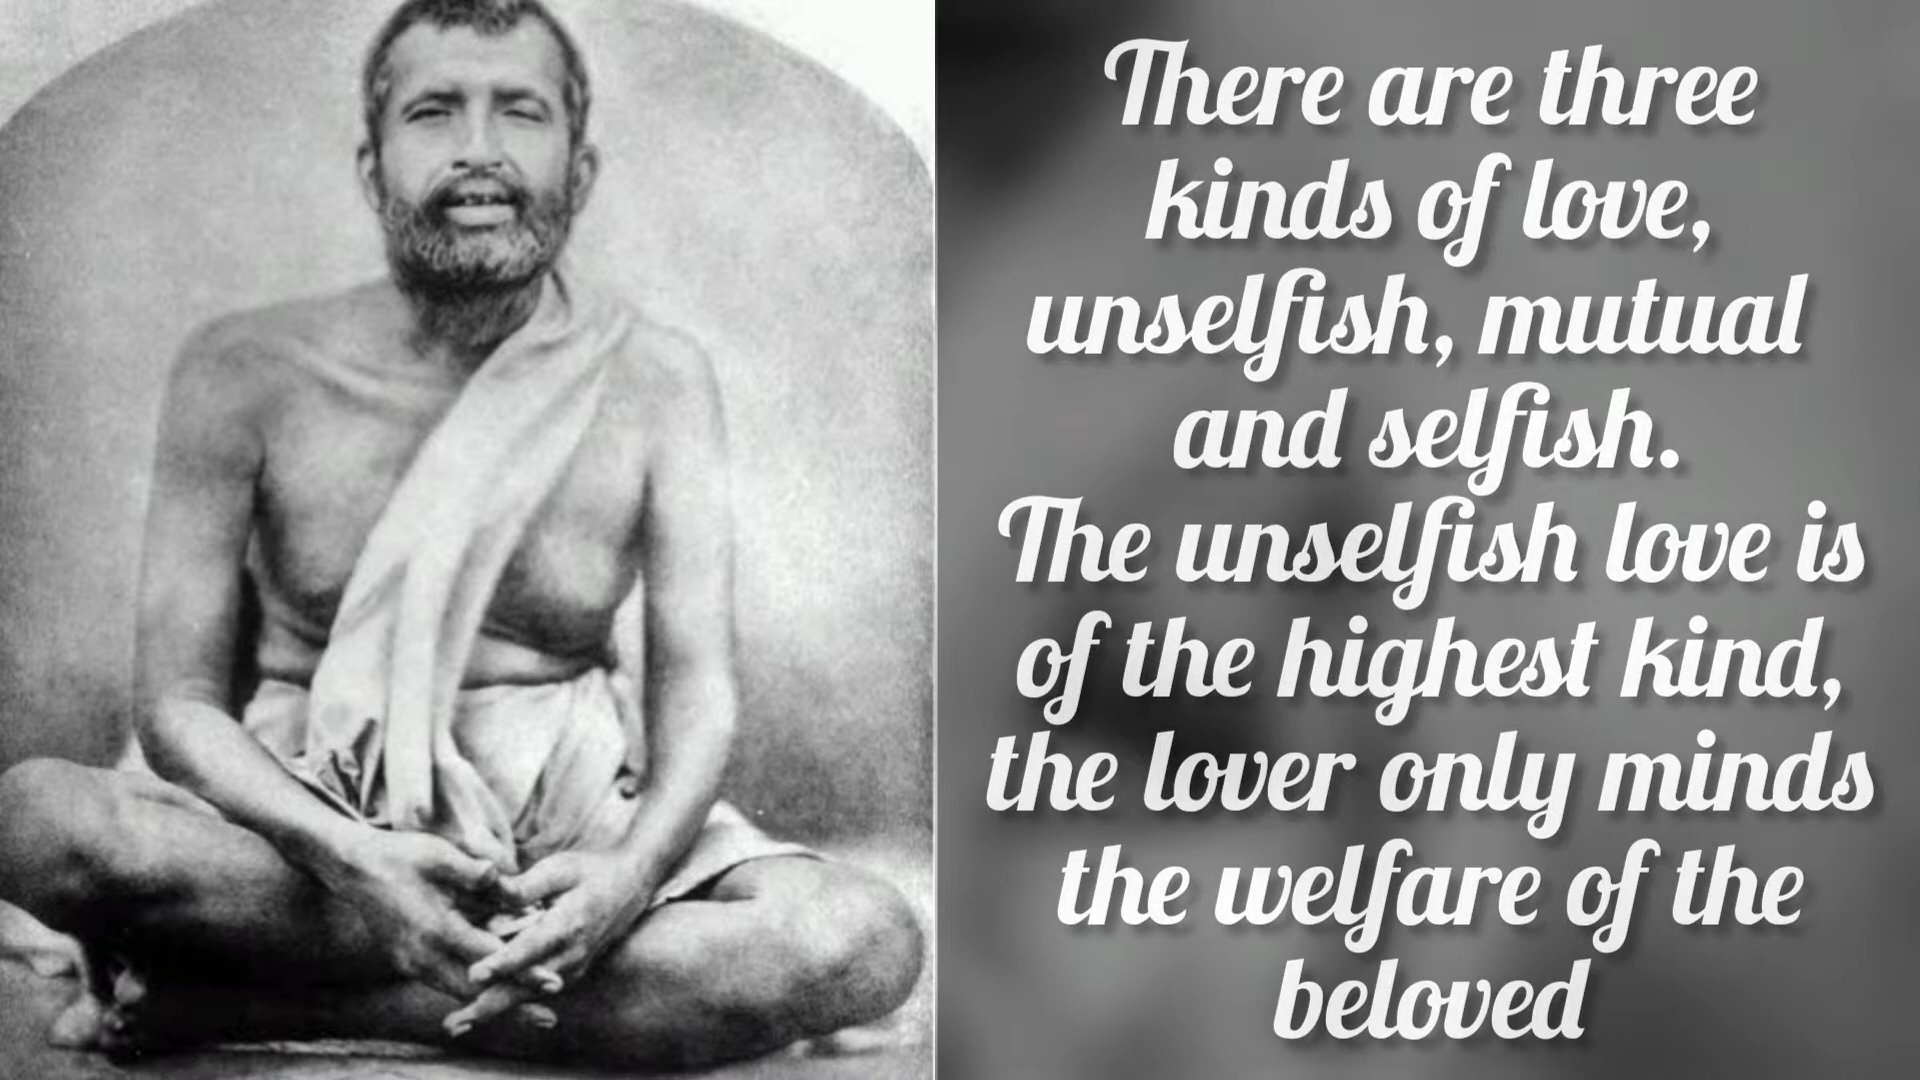 There are three
kinds of love,
unselfish, mutual
and selfish.
The unselfish love is
of the highest kind,
the lover only minds
the welfare of the
beloved